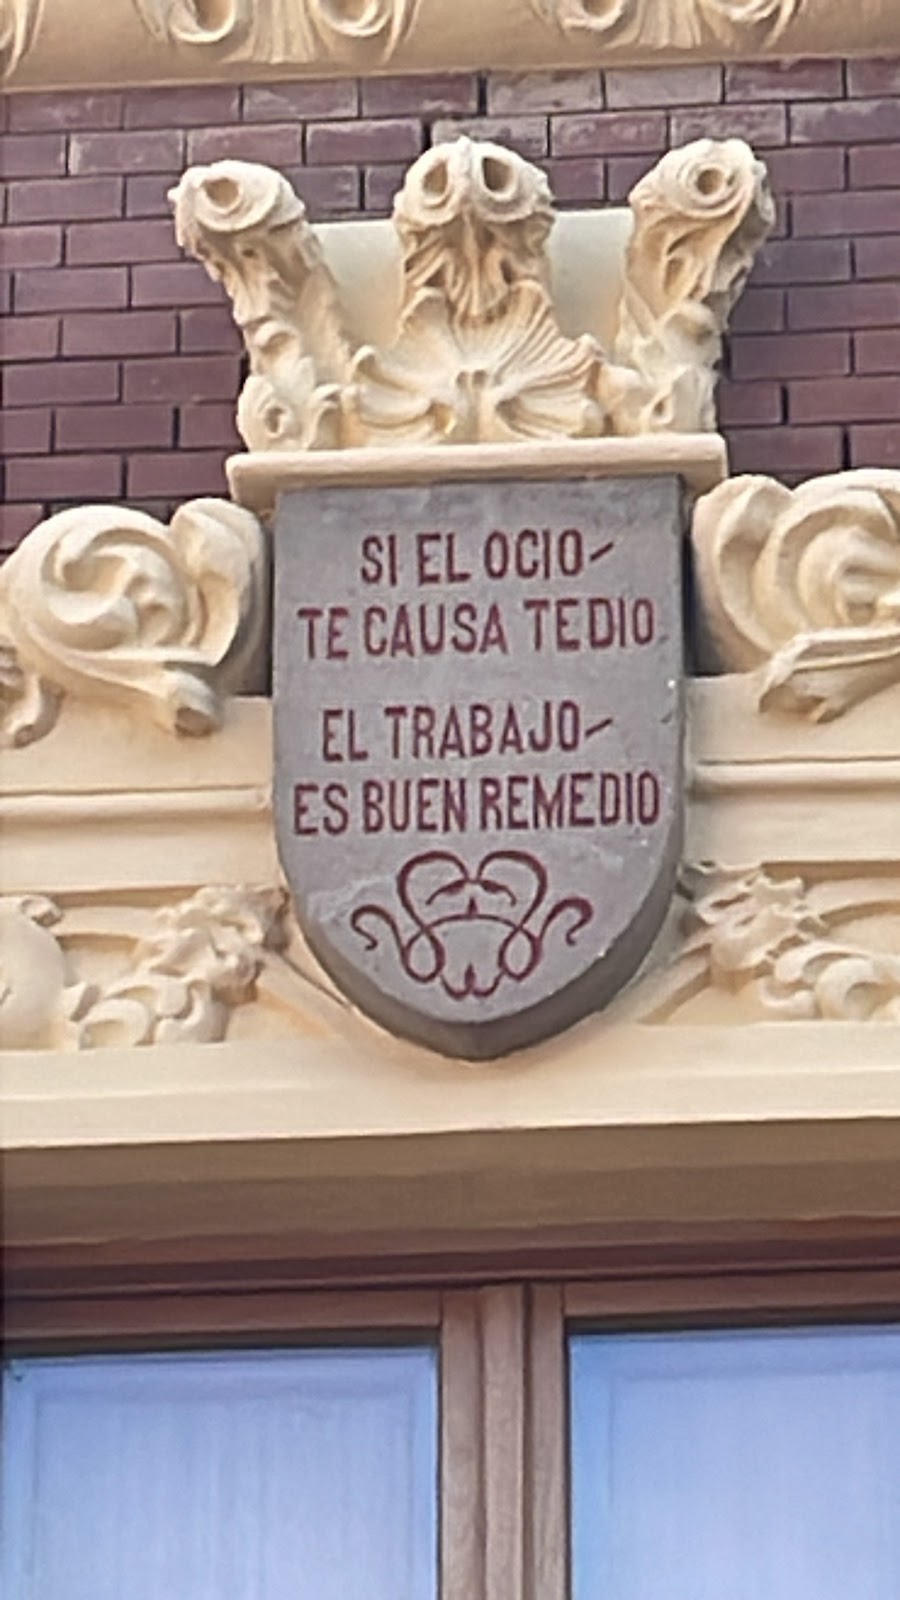 SI EL OCIO-
TE CAUSA TEDIO
EL TRABAJO-
ES BUEN REMEDIO